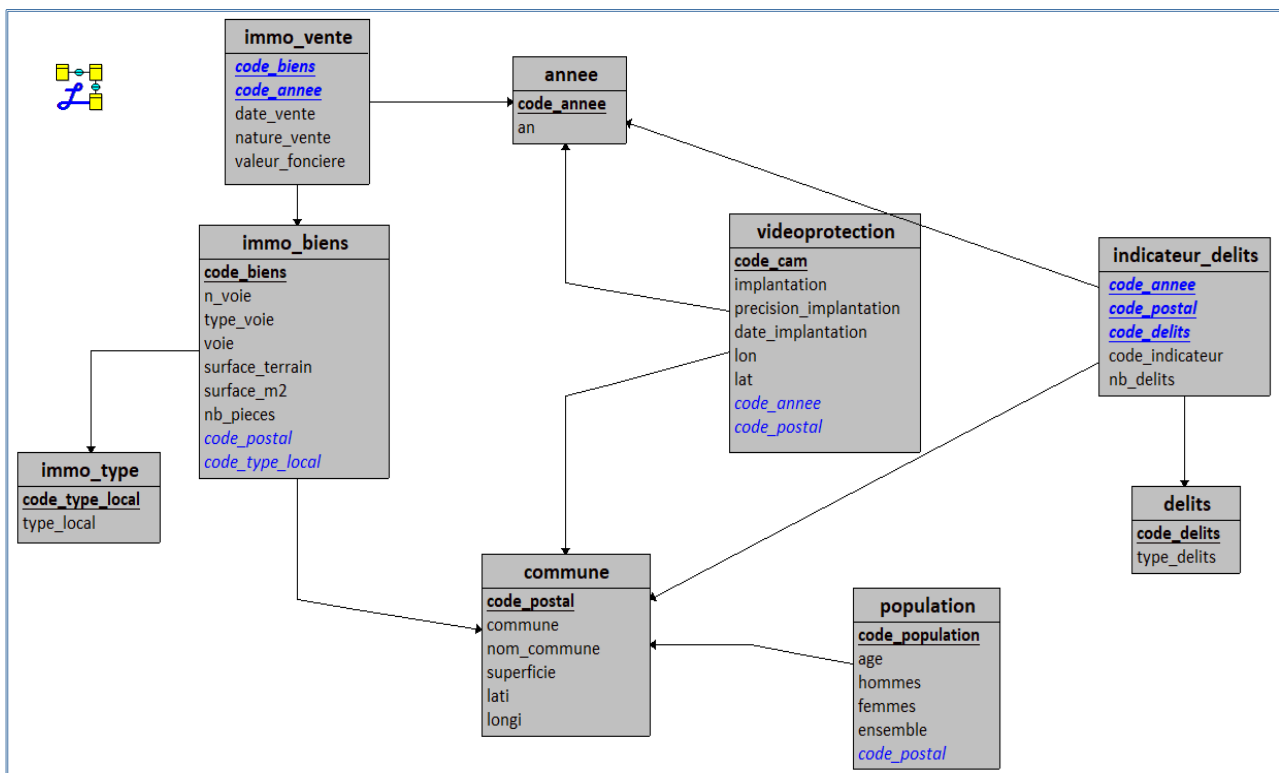 immo_vente
code_biens
code_annee
date_vente
nature_vente
valeur_fonciere
annee
code_annee
an
immo_biens
code_biens
n_voie
type_voie
voie
surface_terrain
surface_m2
nb_pieces
code_postal
code_type_local
videoprotection
code_cam
implantation
precision_implantation
date_implantation
lon
lat
code_annee
code_postal
indicateur_delits
code_annee
code_postal
code_delits
code_indicateur
nb_delits
immo_type
code_type_local
type_local
delits
code_delits
type_delits
commune
code_postal
commune
nom_commune
superficie
lati
longi
population
code_population
age
hommes
femmes
ensemble
code_postal